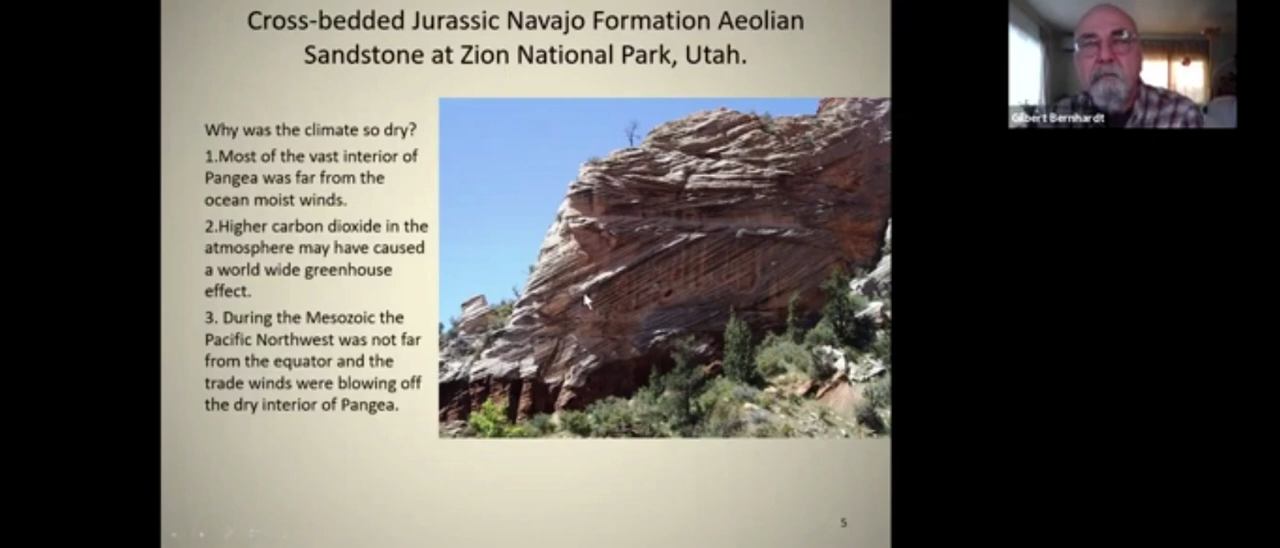 Cross-bedded Jurassic Navajo Formation Aeolian
Sandstone at Zion National Park, Utah.
Why was the climate so dry?
1.Most of the vast interior of
Pangea was far from the
ocean moist winds.
2.Higher carbon dioxide in the
atmosphere may have caused
a world wide greenhouse
effect.
3. During the Mesozoic the
Pacific Northwest was not far
from the equator and the
trade winds were blowing off
the dry interior of Pangea.
5
Gilbert Bernhardt